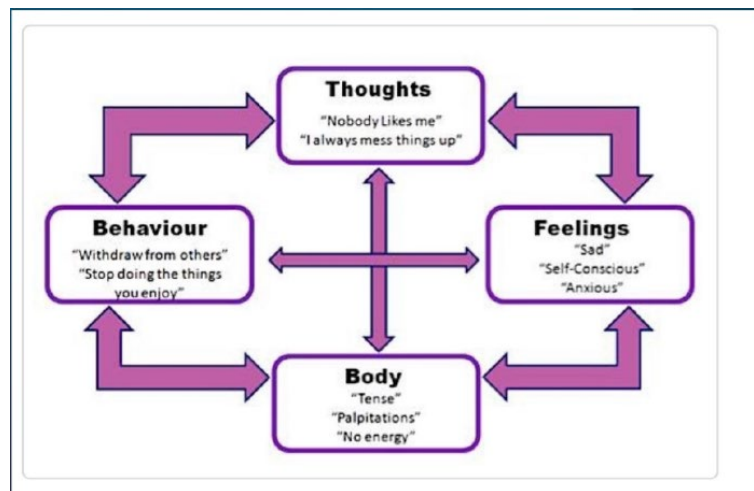 Thoughts
“Nobody Likes me”
“I always mess things up”
Behaviour
“Withdraw from others”
“Stop doing the things
you enjoy”
Feelings
“Sad”
“Self-Conscious”
“Anxious”
Body
“Tense”
“Palpitations”
“No energy”